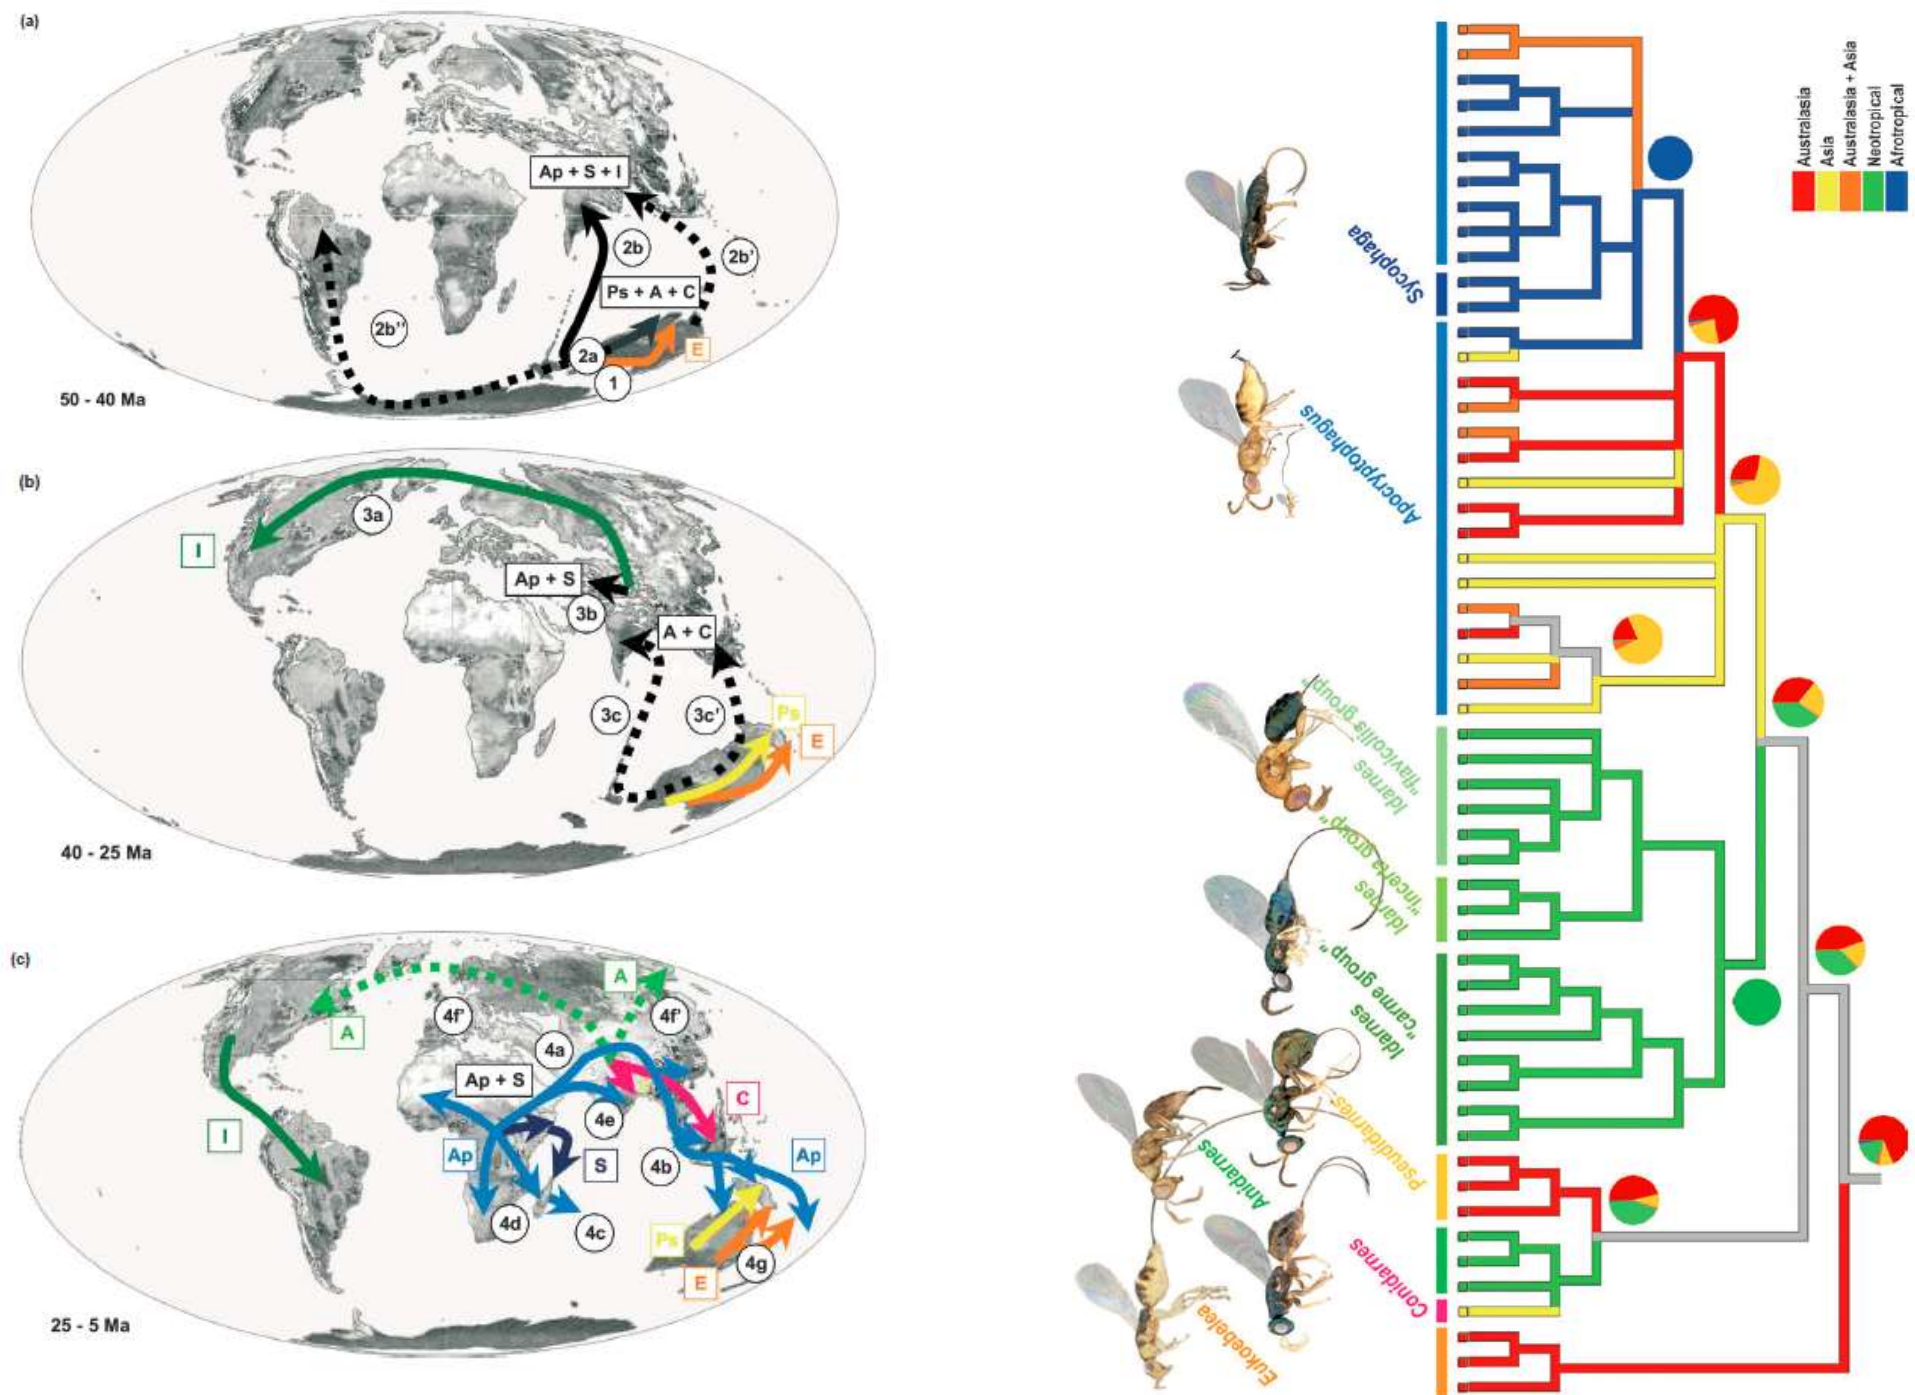 (a)
Ap + S + I
2b
2b'
Ps + A + C
2b''
2a
E
1
50 - 40 Ma
(b)
3a
I
Ap + S
3b
A + C
3c
3c'
Ps
E
40 - 25 Ma
(c)
A
4f'
4f'
A
4a
Ap + S
C
4e
I
Ap
S
4b
Ap
4d
4c
Ps
4g
E
25 - 5 Ma
Australasia
Asia
Australasia + Asia
Neotropical
Afrotropical
Sycophaga
Apocryptophagus
Idarnes
"flavicollis group"
Idarnes
"incerta group"
Idarnes
"carme group"
Pseudidarnes
Anidarnes
Conidarnes
Eukoebelea